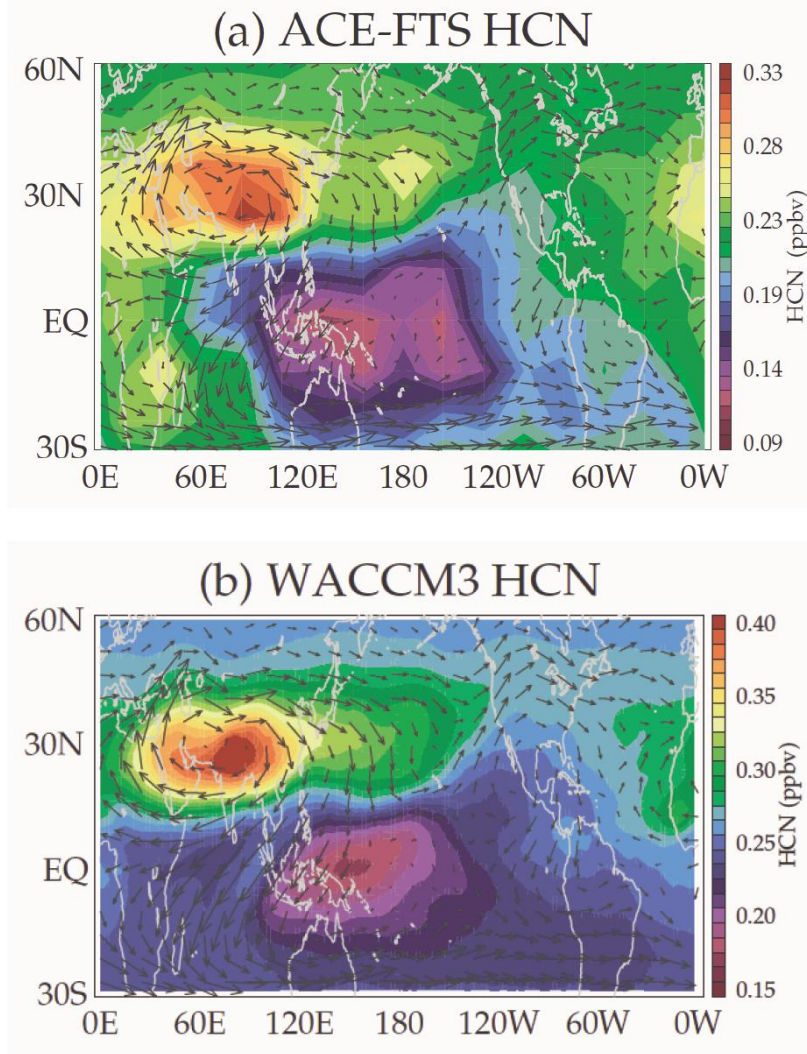 (a) ACE-FTS HCN
60N
30N
EQ
30S
0E 60E 120E 180 120W 60W 0W
0.33
0.28
0.23
0.19
0.14
0.09
HCN (ppbv)
(b) WACCM3 HCN
60N
30N
EQ
30S
0E 60E 120E 180 120W 60W 0W
0.40
0.35
0.30
0.25
0.20
0.15
HCN (ppbv)